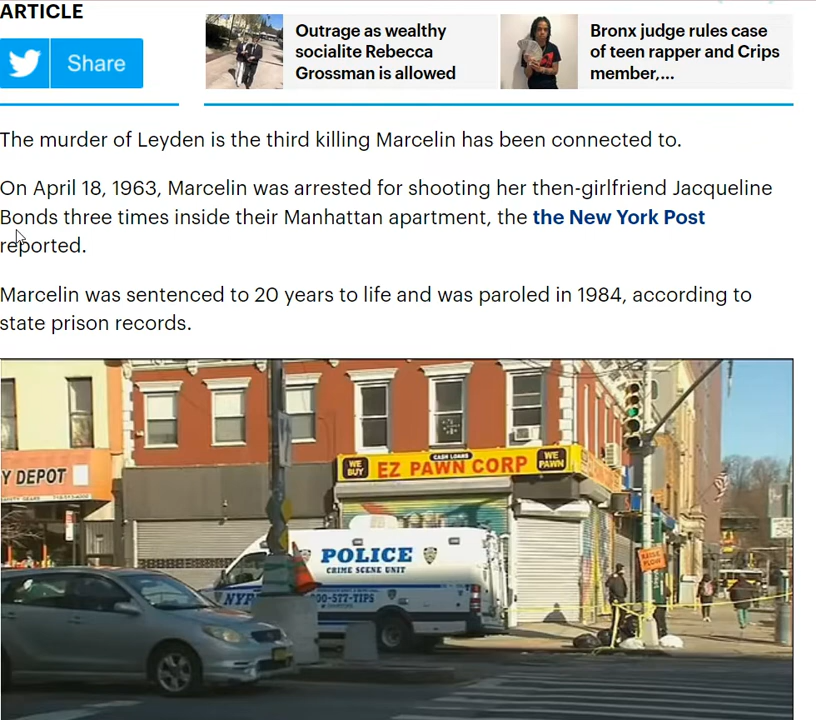 ARTICLE
Share
Outrage as wealthy
socialite Rebecca
Grossman is allowed
Bronx judge rules case
of teen rapper and Crips
member,...
The murder of Leyden is the third killing Marcelin has been connected to.
On April 18, 1963, Marcelin was arrested for shooting her then-girlfriend Jacqueline
Bonds three times inside their Manhattan apartment, the the New York Post
reported.
Marcelin was sentenced to 20 years to life and was paroled in 1984, according to
state prison records.
Y DEPOT
WE BUY
CASH LOANS
EZ PAWN CORP
WE PAWN
POLICE
CRIME SCENE UNIT
NYP
800-577-TIPS